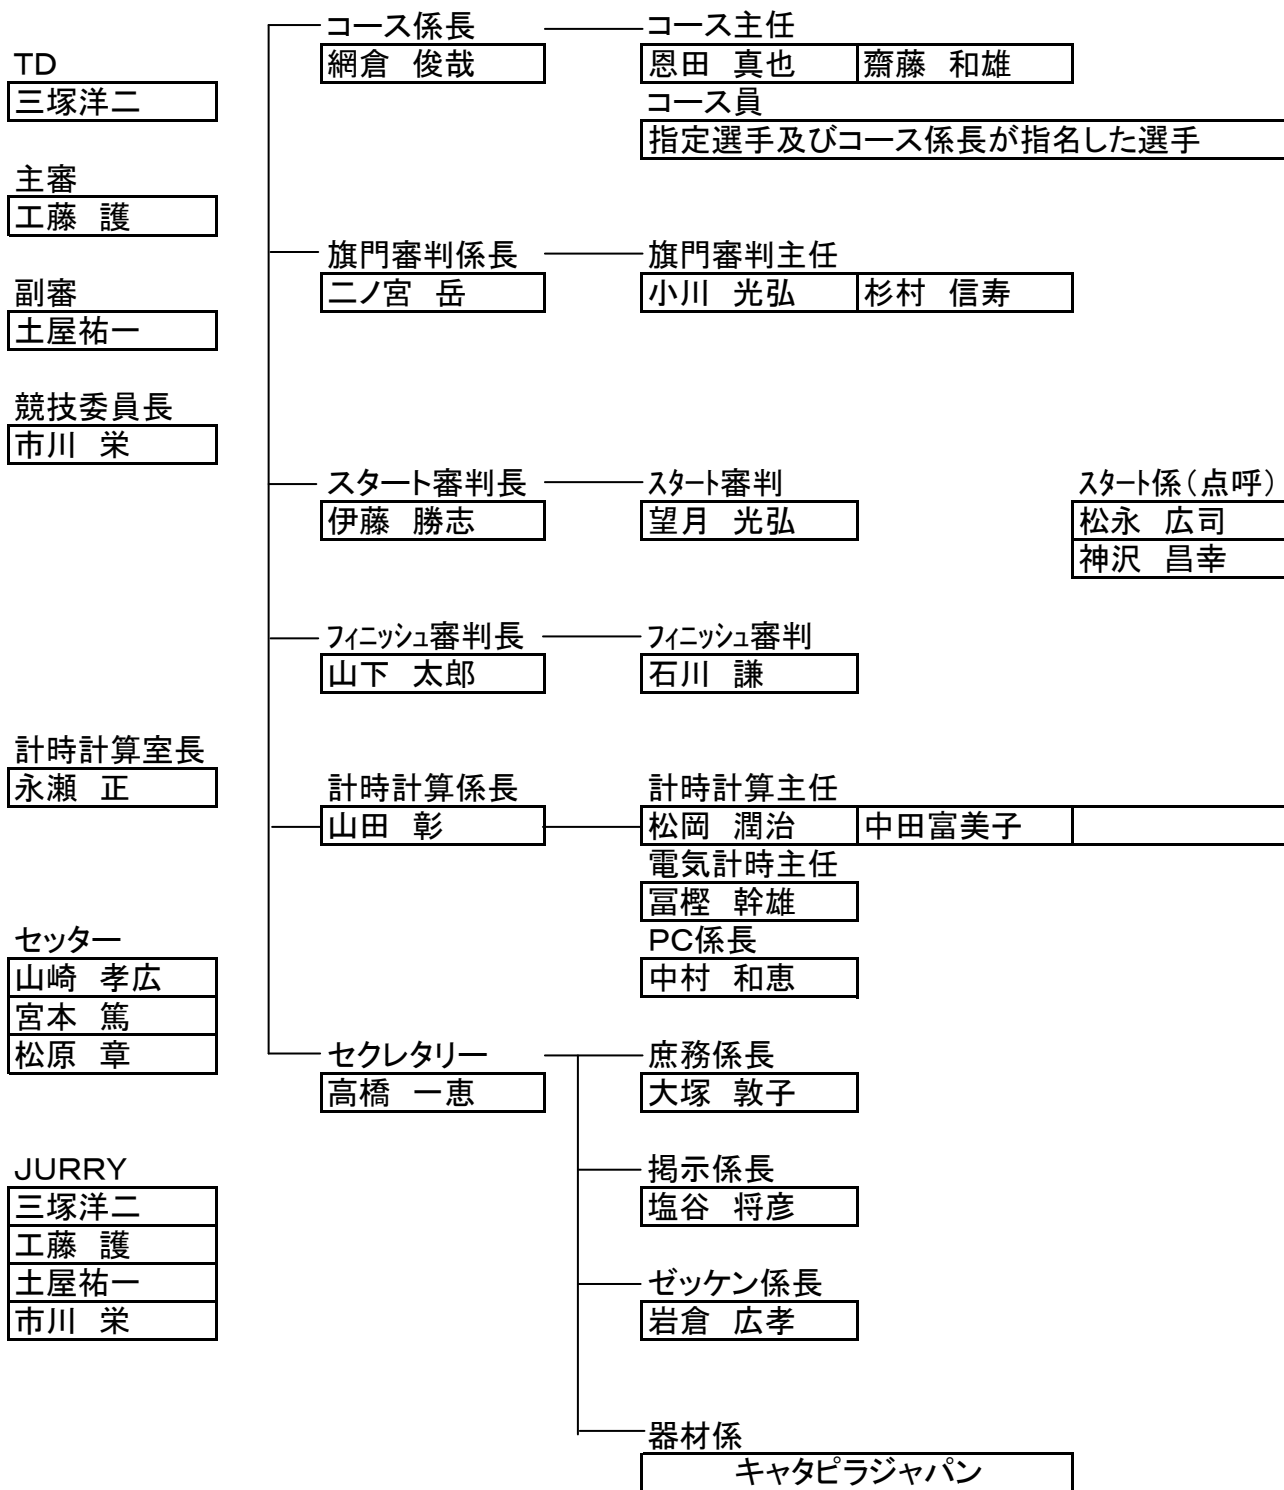 TD
三塚洋二
主審
工藤　護
副審
土屋祐一
競技委員長
市川　栄
計時計算室長
永瀬　正
セッター
山崎　孝広
宮本　篤
松原　章
JURRY
三塚洋二
工藤　護
土屋祐一
市川　栄
コース係長
網倉　俊哉
コース主任
恩田　真也　齋藤　和雄
コース員
指定選手及びコース係長が指名した選手
旗門審判係長
二ノ宮　岳
旗門審判主任
小川　光弘　杉村　信寿
スタート審判長
伊藤　勝志
ｽﾀｰﾄ審判
望月　光弘
ｽﾀｰﾄ係（点呼）
松永　広司
神沢　昌幸
ﾌｨﾆｯｼｭ審判長
山下　太郎
ﾌｨﾆｯｼｭ審判
石川　謙
計時計算係長
山田　彰
計時計算主任
松岡　潤治　中田富美子
電気計時主任
冨樫　幹雄
PC係長
中村　和恵
セクレタリー
高橋　一恵
庶務係長
大塚　敦子
掲示係長
塩谷　将彦
ゼッケン係長
岩倉　広孝
器材係
キャタピラジャパン